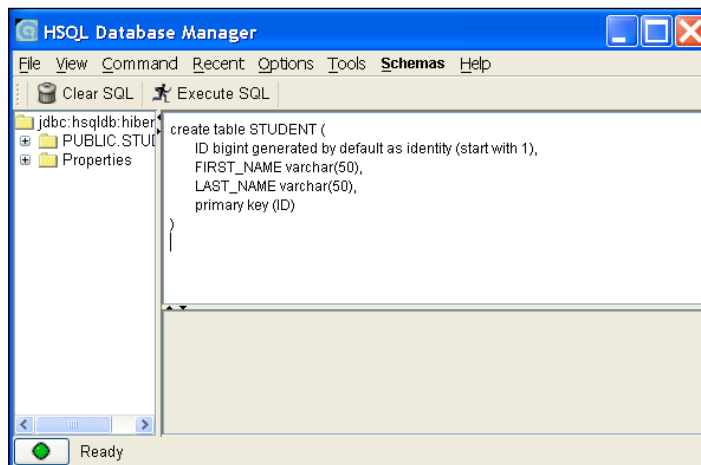 HSQL Database Manager
File View Command Recent Options Tools Schemas Help
Clear SQL Execute SQL
jdbc:hsqldb:hiber
PUBLIC.STU
Properties
create table STUDENT (
ID bigint generated by default as identity (start with 1),
FIRST_NAME varchar(50),
LAST_NAME varchar(50),
primary key (ID)
)
Ready